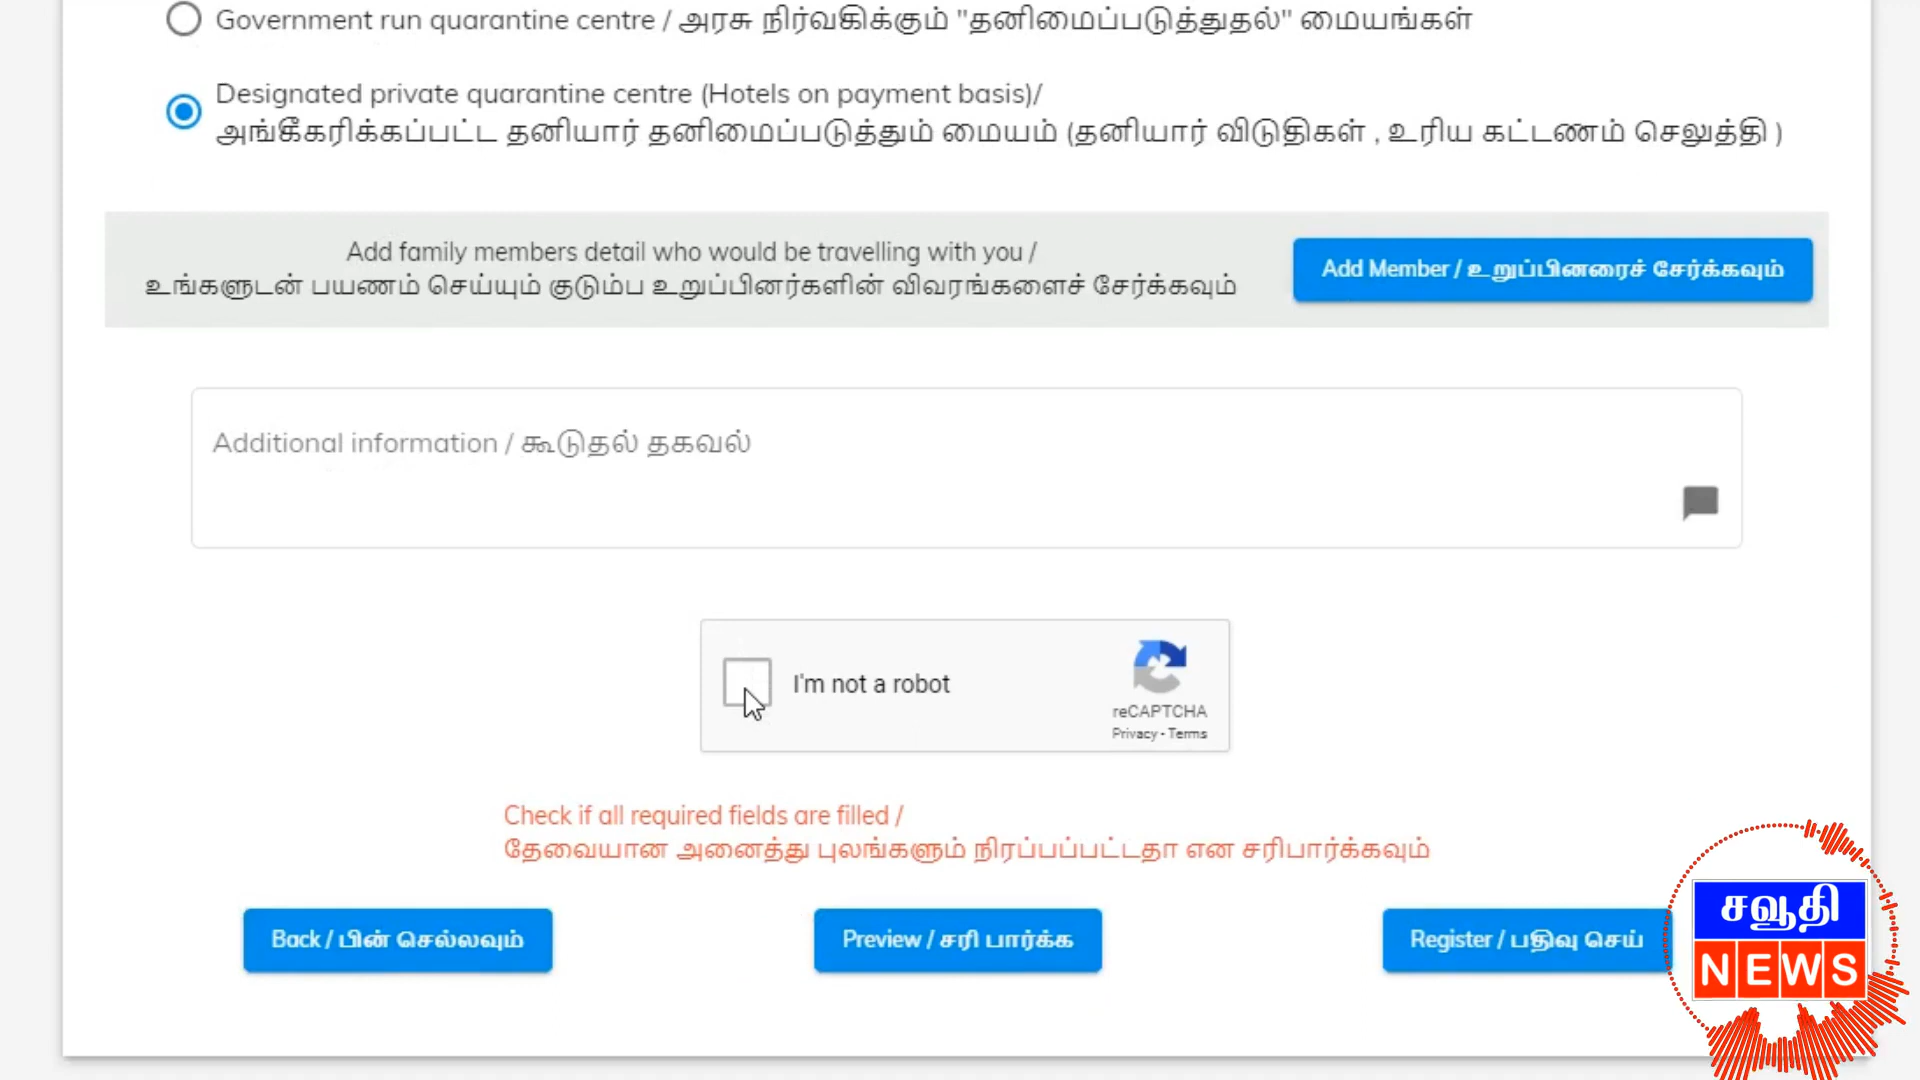 Government run quarantine centre / அரசு நிர்வகிக்கும் "தனிமைப்படுத்துதல்" மையங்கள்
Designated private quarantine centre (Hotels on payment basis)/
அங்கீகரிக்கப்பட்ட தனியார் தனிமைப்படுத்தும் மையம் (தனியார் விடுதிகள் , உரிய கட்டணம் செலுத்தி )
Add family members detail who would be travelling with you /
உங்களுடன் பயணம் செய்யும் குடும்ப உறுப்பினர்களின் விவரங்களைச் சேர்க்கவும்
Add Member / உறுப்பினரைச் சேர்க்கவும்
Additional information / கூடுதல் தகவல்
I'm not a robot
reCAPTCHA
Privacy - Terms
Check if all required fields are filled /
தேவையான அனைத்து புலங்களும் நிரப்பப்பட்டதா என சரிபார்க்கவும்
Back / பின் செல்லவும்
Preview / சரி பார்க்க
Register / பதிவு செய்
சவூதி
NEWS